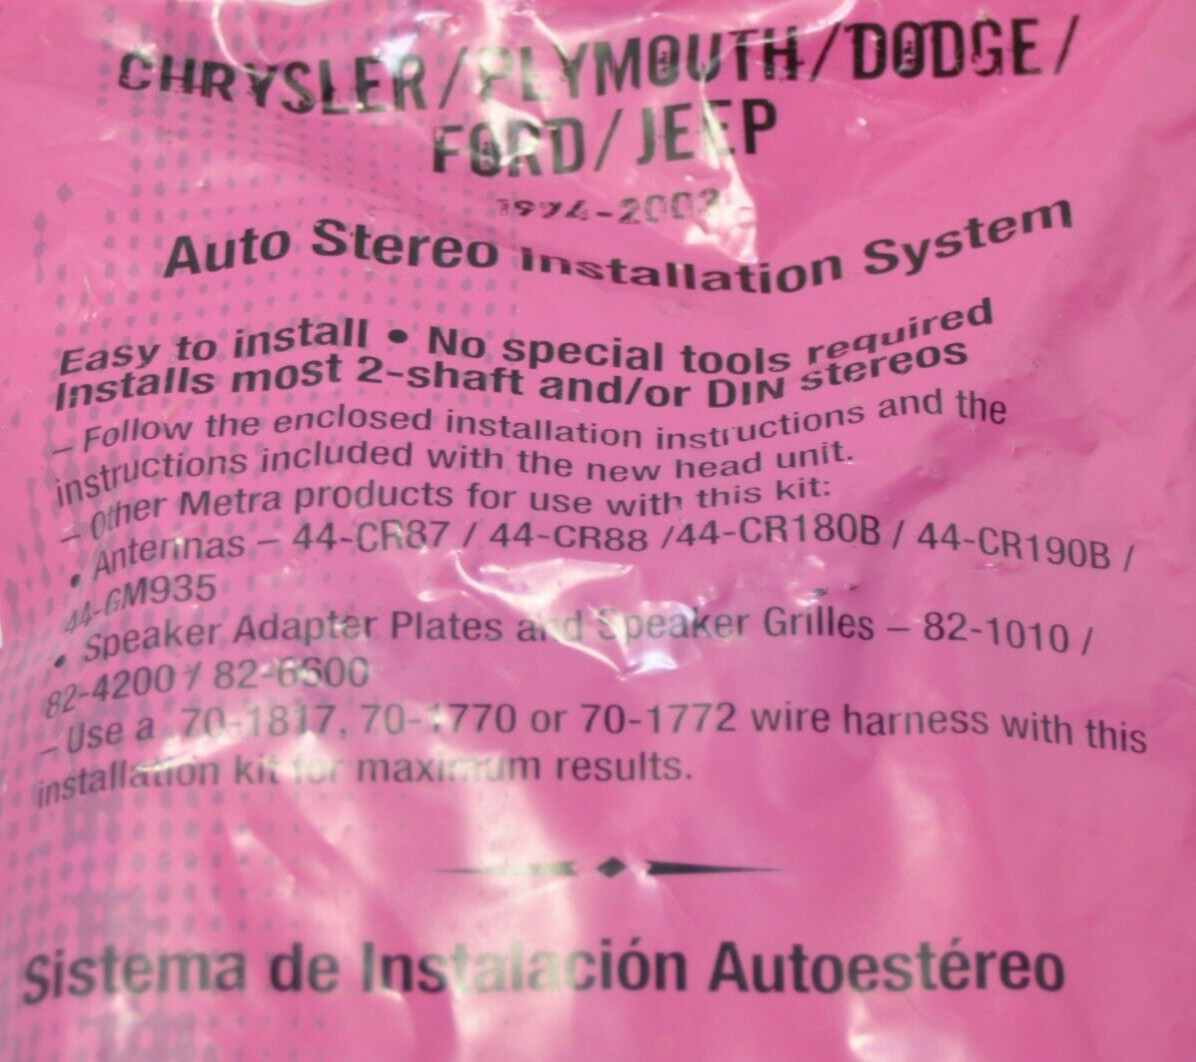 CHRYSLER/PLYMOUTH/DODGE/
FORD/JEEP
1974-2003
Auto Stereo Installation System
Easy to install • No special tools required
Installs most 2-shaft and/or DIN stereos
– Follow the enclosed installation instructions and the
instructions included with the new head unit.
– Other Metra products for use with this kit:
• Antennas – 44-CR87 / 44-CR88 /44-CR180B / 44-CR190B /
44-GM935
• Speaker Adapter Plates and Speaker Grilles – 82-1010 /
82-4200 / 82-6600
– Use a 70-1817, 70-1770 or 70-1772 wire harness with this
installation kit for maximum results.
Sistema de Instalación Autoestéreo